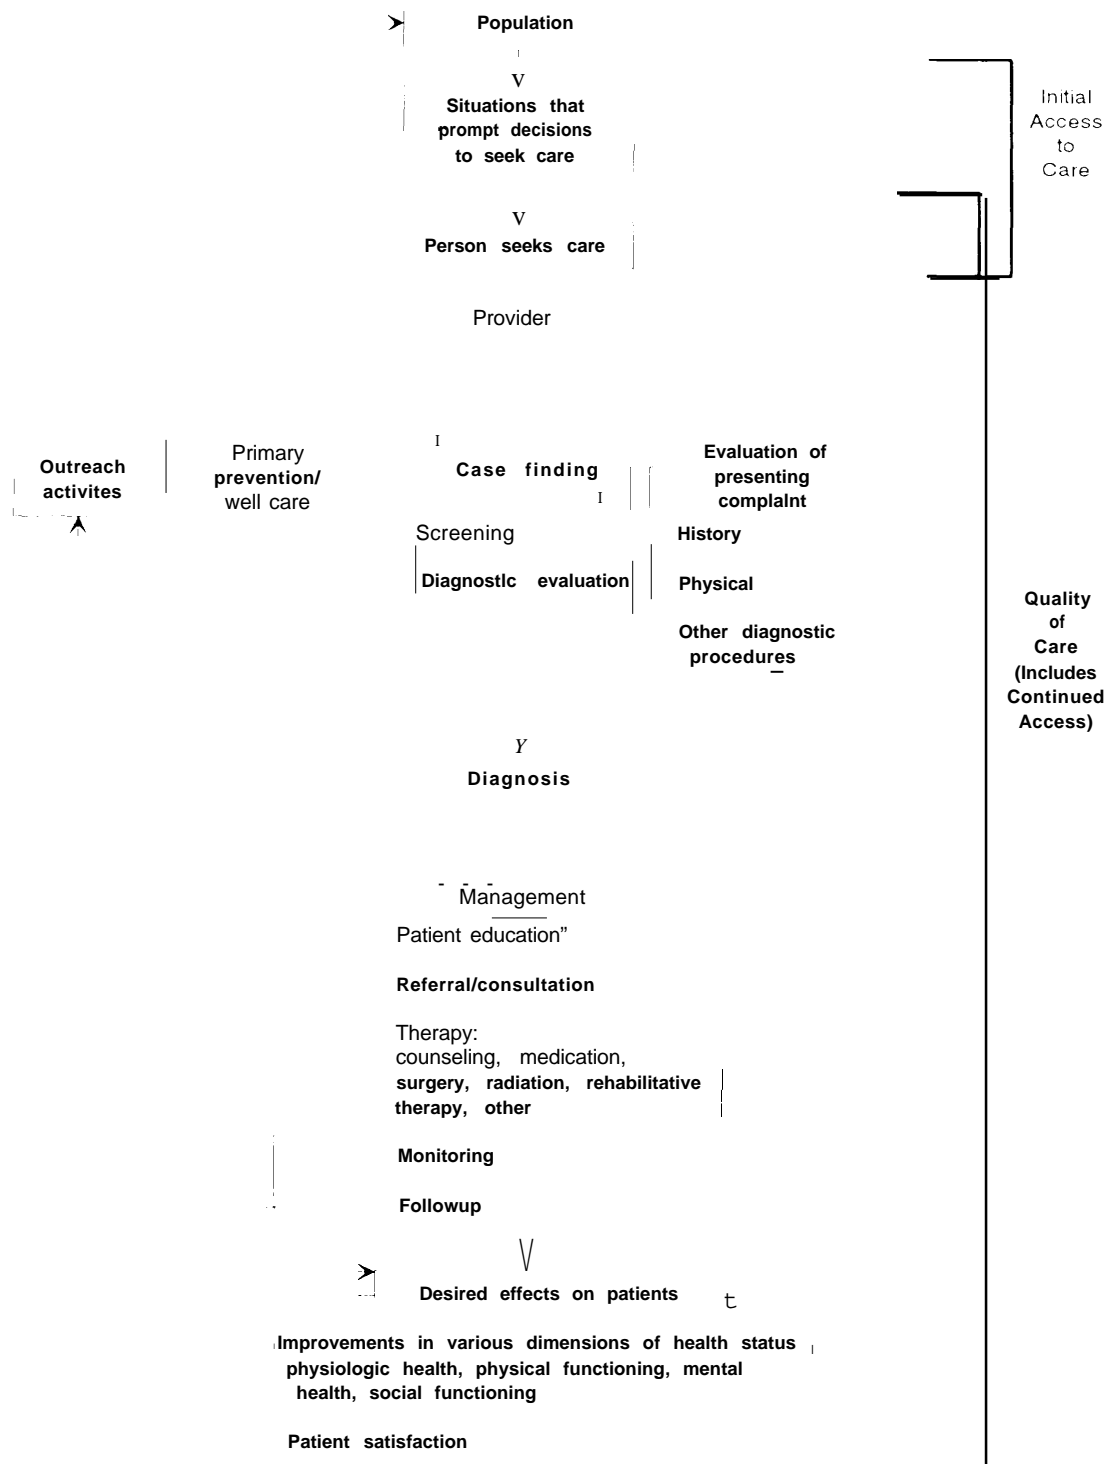 Population
Situations that
prompt decisions
to seek care
Person seeks care
Initial
Access
to
Care
Provider
Outreach
activites
Primary
prevention/
well care
Case finding
Screening
DiagnostIc evaluation
Evaluation of
presenting
complaInt
History
Physical
Other diagnostic
procedures
Quality
of
Care
(Includes
Continued
Access)
Diagnosis
Management
Patient education”
Referral/consultation
Therapy:
counseling, medication,
surgery, radiation, rehabilitative
therapy, other
Monitoring
Followup
Desired effects on patients
Improvements in various dimensions of health status
physiologic health, physical functioning, mental
health, social functioning
Patient satisfaction